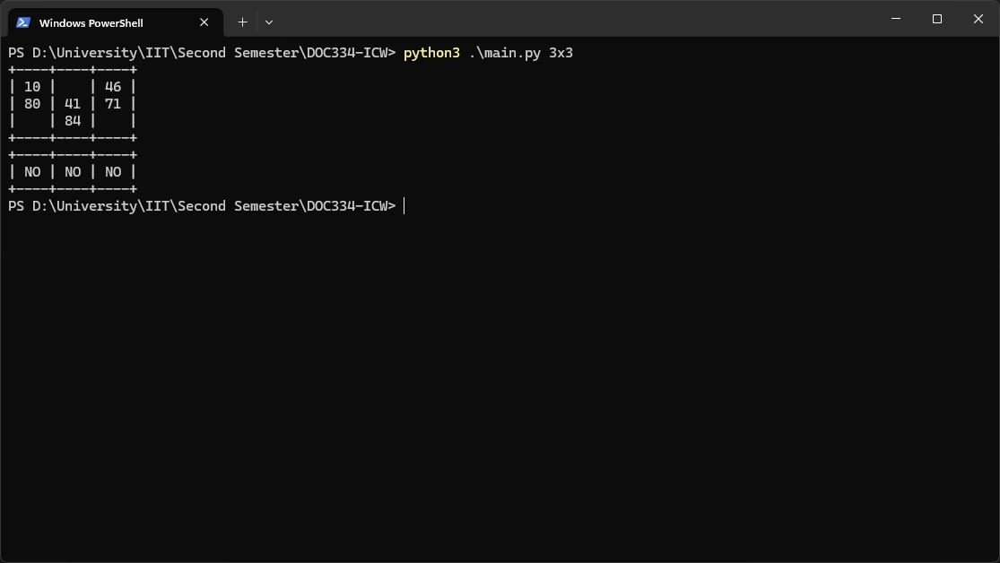 Windows PowerShell
PS D:\University\IIT\Second Semester\DOC334-ICW> python3 .\main.py 3x3
+----+----+----+
| 10 |    | 46 |
| 80 | 41 | 71 |
|    | 84 |    |
+----+----+----+
+----+----+----+
| NO | NO | NO |
+----+----+----+
PS D:\University\IIT\Second Semester\DOC334-ICW>